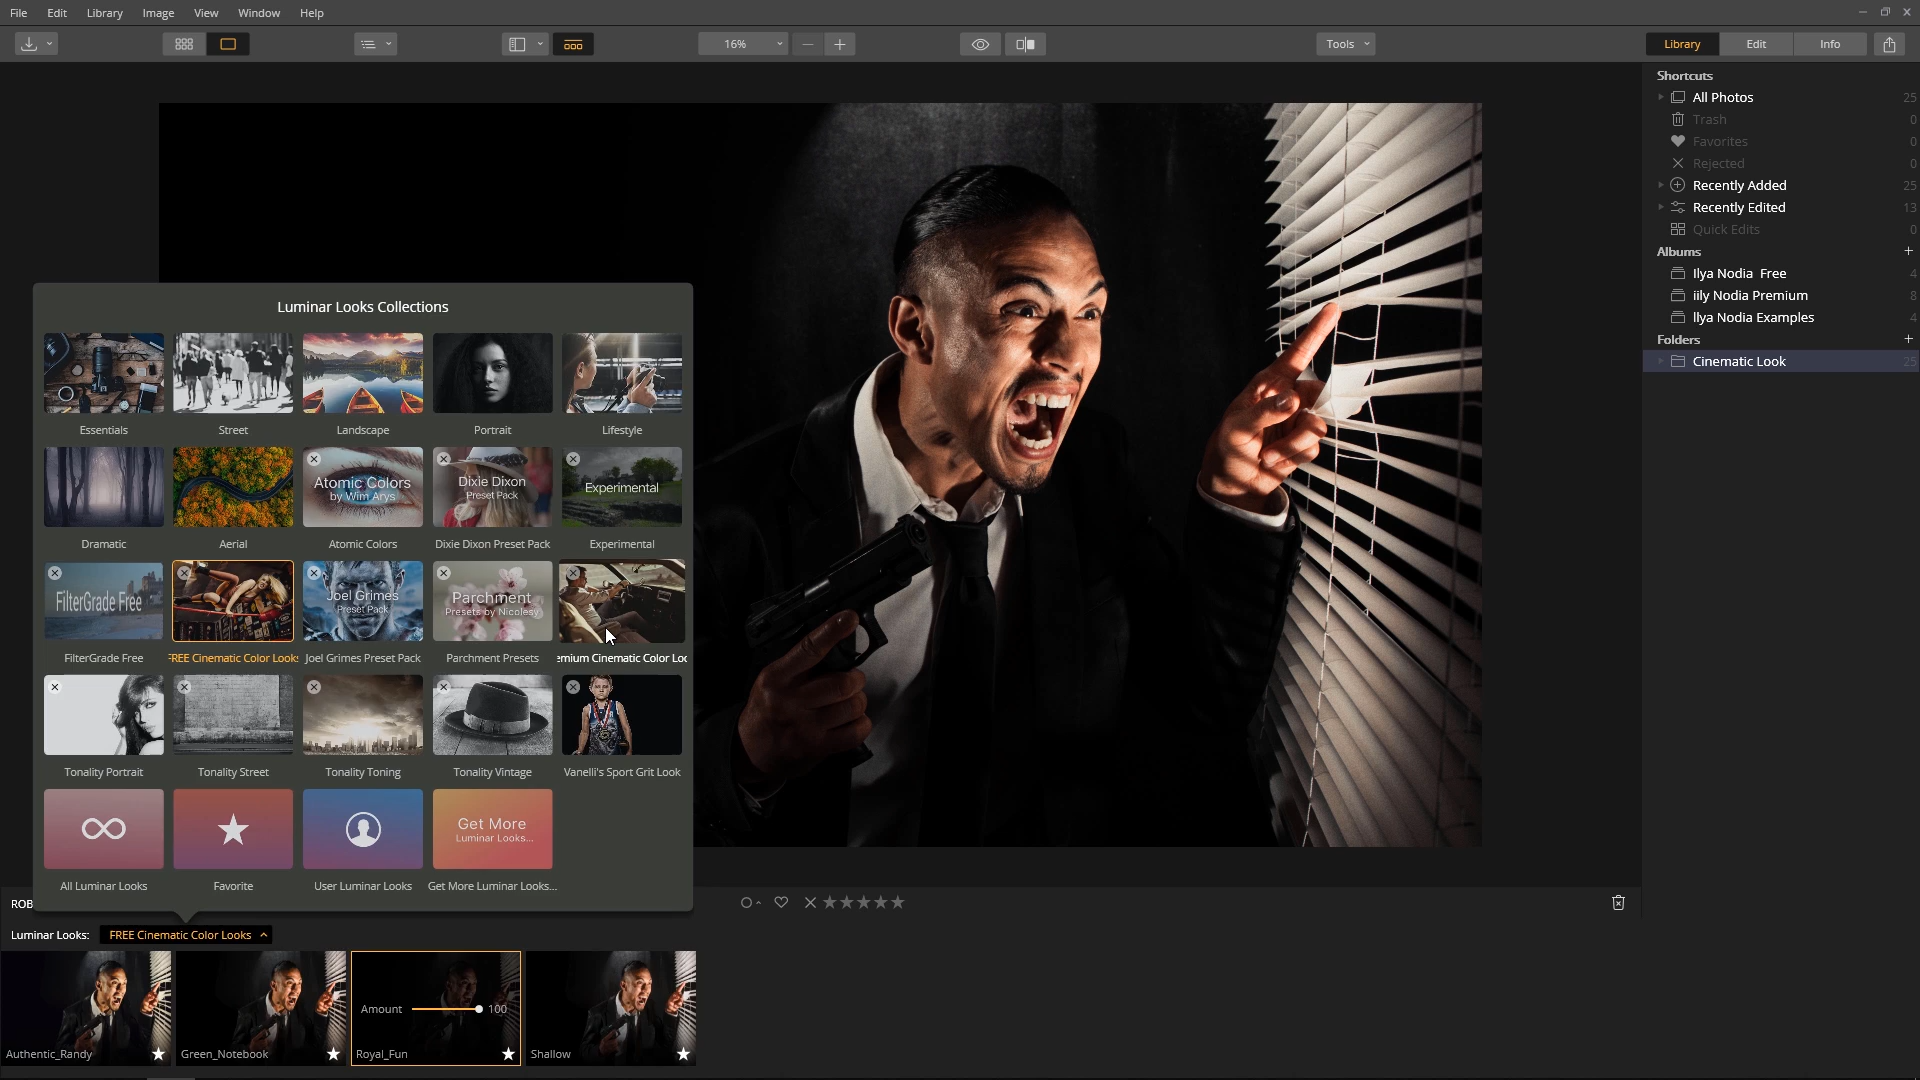 File Edit Library Image View Window Help
16%
Tools
Library Edit Info
Shortcuts
All Photos 25
Trash 0
Favorites 0
Rejected 0
Recently Added 25
Recently Edited 13
Quick Edits 0
Albums +
Ilya Nodia Free 4
iily Nodia Premium 8
Ilya Nodia Examples 4
Folders +
Cinematic Look 25
Luminar Looks Collections
Essentials Street Landscape Portrait Lifestyle
Atomic Colors
by Wim Arys
Dixie Dixon
Preset Pack
Experimental
Dramatic Aerial Atomic Colors Dixie Dixon Preset Pack Experimental
FilterGrade Free
Joel Grimes
Preset Pack
Parchment
Presets by Nicolesy
FilterGrade Free FREE Cinematic Color Looks Joel Grimes Preset Pack Parchment Presets emium Cinematic Color Loo
Tonality Portrait Tonality Street Tonality Toning Tonality Vintage Vanelli's Sport Grit Look
Get More
Luminar Looks...
All Luminar Looks Favorite User Luminar Looks Get More Luminar Looks...
ROB
Luminar Looks: FREE Cinematic Color Looks
Amount 100
Authentic_Randy Green_Notebook Royal_Fun Shallow